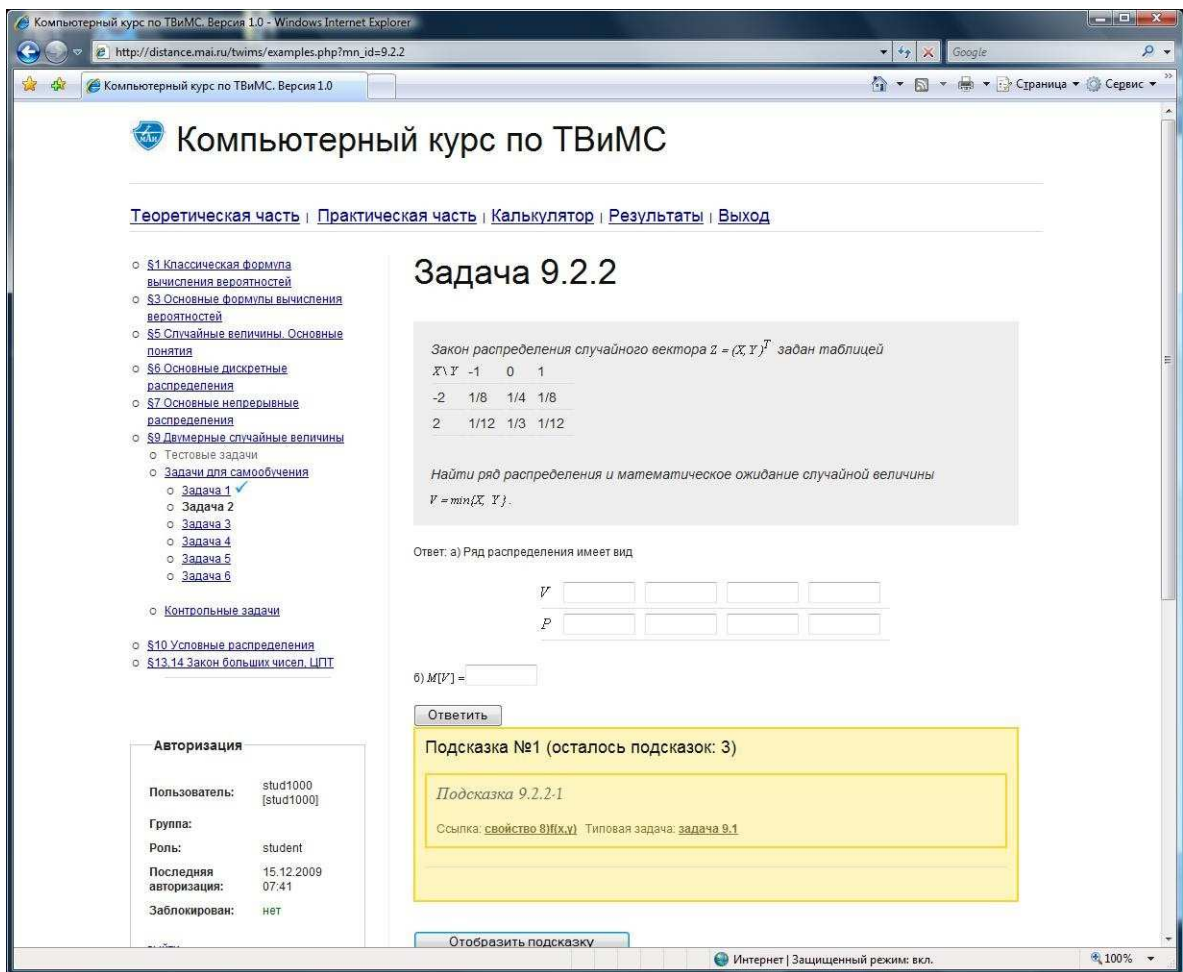 Компьютерный курс по ТВиМС. Версия 1.0 - Windows Internet Explorer
http://distance.mai.ru/twims/examples.php?mn_id=9.2.2
Google
Компьютерный курс по ТВиМС. Версия 1.0
Страница
Сервис
МАИ
Компьютерный курс по ТВиМС
Теоретическая часть | Практическая часть | Калькулятор | Результаты | Выход
§1 Классическая формула
вычисления вероятностей
§3 Основные формулы вычисления
вероятностей
§5 Случайные величины. Основные
понятия
§6 Основные дискретные
распределения
§7 Основные непрерывные
распределения
§9 Двумерные случайные величины
Тестовые задачи
Задачи для самообучения
Задача 1
Задача 2
Задача 3
Задача 4
Задача 5
Задача 6
Контрольные задачи
§10 Условные распределения
§13,14 Закон больших чисел, ЦПТ
Авторизация
Пользователь: stud1000
[stud1000]
Группа:
Роль: student
Последняя
авторизация: 15.12.2009
07:41
Заблокирован: нет
Задача 9.2.2
Закон распределения случайного вектора Z = (X, Y)^T задан таблицей
X\Y -1 0 1
-2 1/8 1/4 1/8
2 1/12 1/3 1/12
Найти ряд распределения и математическое ожидание случайной величины
V = min{X, Y}.
Ответ: а) Ряд распределения имеет вид
V
P
б) M[V] =
Ответить
Подсказка №1 (осталось подсказок: 3)
Подсказка 9.2.2-1
Ссылка: свойство 8)f(x,y) Типовая задача: задача 9.1
Отобразить подсказку
Интернет | Защищенный режим: вкл.
100%